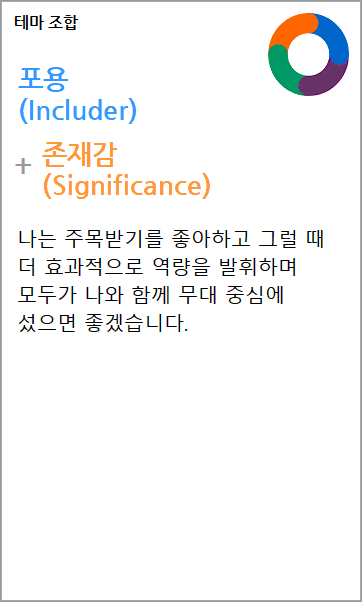 테마 조합
포용
(Includer)
+ 존재감
(Significance)
나는 주목받기를 좋아하고 그럴 때
더 효과적으로 역량을 발휘하며
모두가 나와 함께 무대 중심에
섰으면 좋겠습니다.